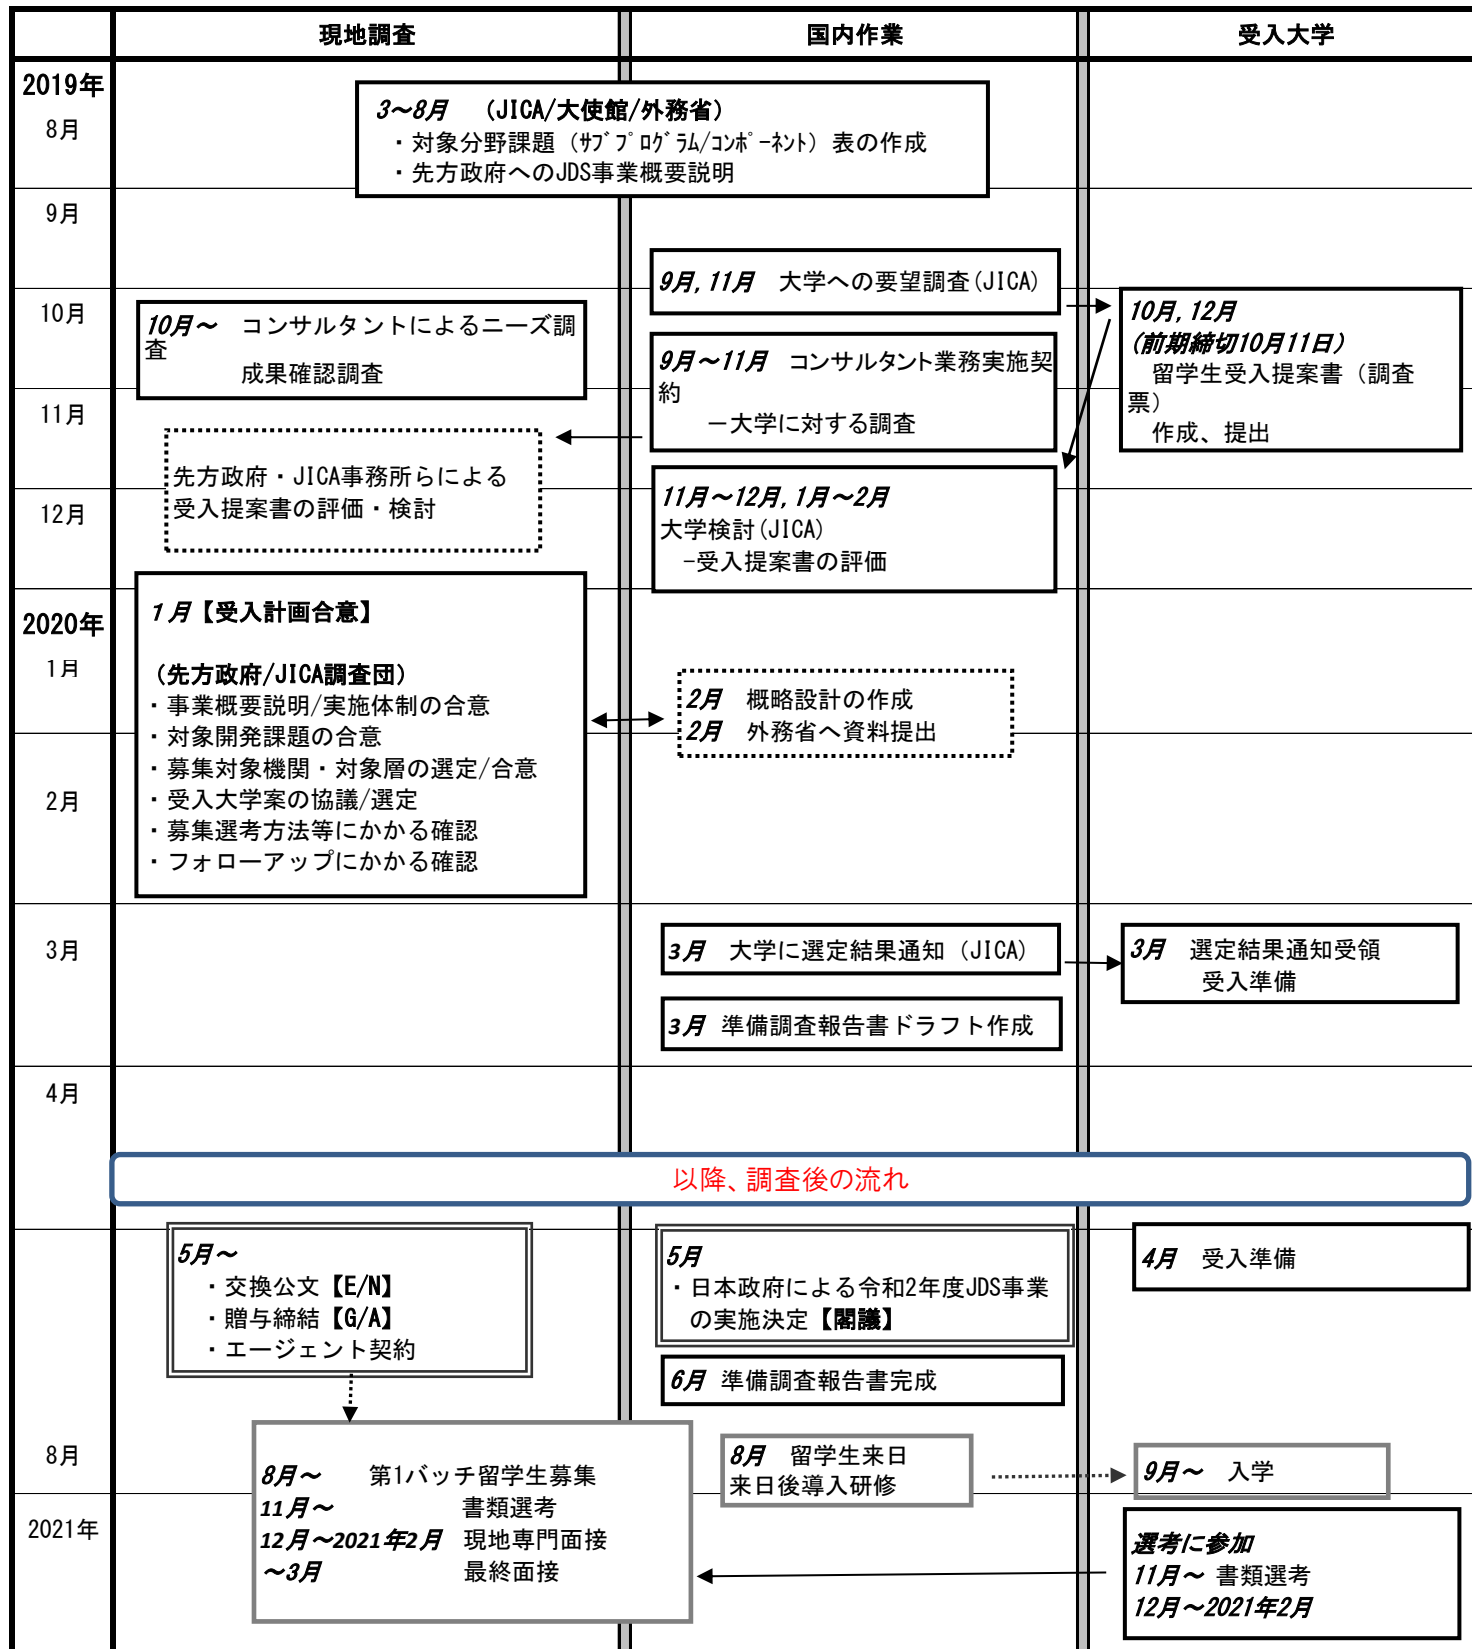 現地調査
国内作業
受入大学
2019年
8月
3～8月　（JICA/大使館/外務省）
・対象分野課題（ｻﾌﾞﾌﾟﾛｸﾞﾗﾑ/ｺﾝﾎﾟｰﾈﾝﾄ）表の作成
・先方政府へのJDS事業概要説明
9月
9月, 11月　大学への要望調査(JICA)
10月
10月～　コンサルタントによるニーズ調
査
成果確認調査
9月～11月　コンサルタント業務実施契
約
－大学に対する調査
10月, 12月
(前期締切10月11日）
留学生受入提案書（調査
票）
作成、提出
11月
先方政府・JICA事務所らによる
受入提案書の評価・検討
12月
11月～12月, 1月～2月
大学検討(JICA)
-受入提案書の評価
2020年
1月
1月【受入計画合意】
（先方政府/JICA調査団）
・事業概要説明/実施体制の合意
・対象開発課題の合意
・募集対象機関・対象層の選定/合意
・受入大学案の協議/選定
・募集選考方法等にかかる確認
・フォローアップにかかる確認
2月　概略設計の作成
2月　外務省へ資料提出
2月
3月
3月　大学に選定結果通知（JICA）
3月　選定結果通知受領
受入準備
3月　準備調査報告書ドラフト作成
4月
以降、調査後の流れ
5月～
・交換公文【E/N】
・贈与締結【G/A】
・エージェント契約
5月
・日本政府による令和2年度JDS事業
の実施決定【閣議】
4月　受入準備
6月　準備調査報告書完成
8月
8月～　第1バッチ留学生募集
11月～　書類選考
12月～2021年2月　現地専門面接
～3月　最終面接
8月　留学生来日
来日後導入研修
9月～　入学
2021年
選考に参加
11月～ 書類選考
12月～2021年2月